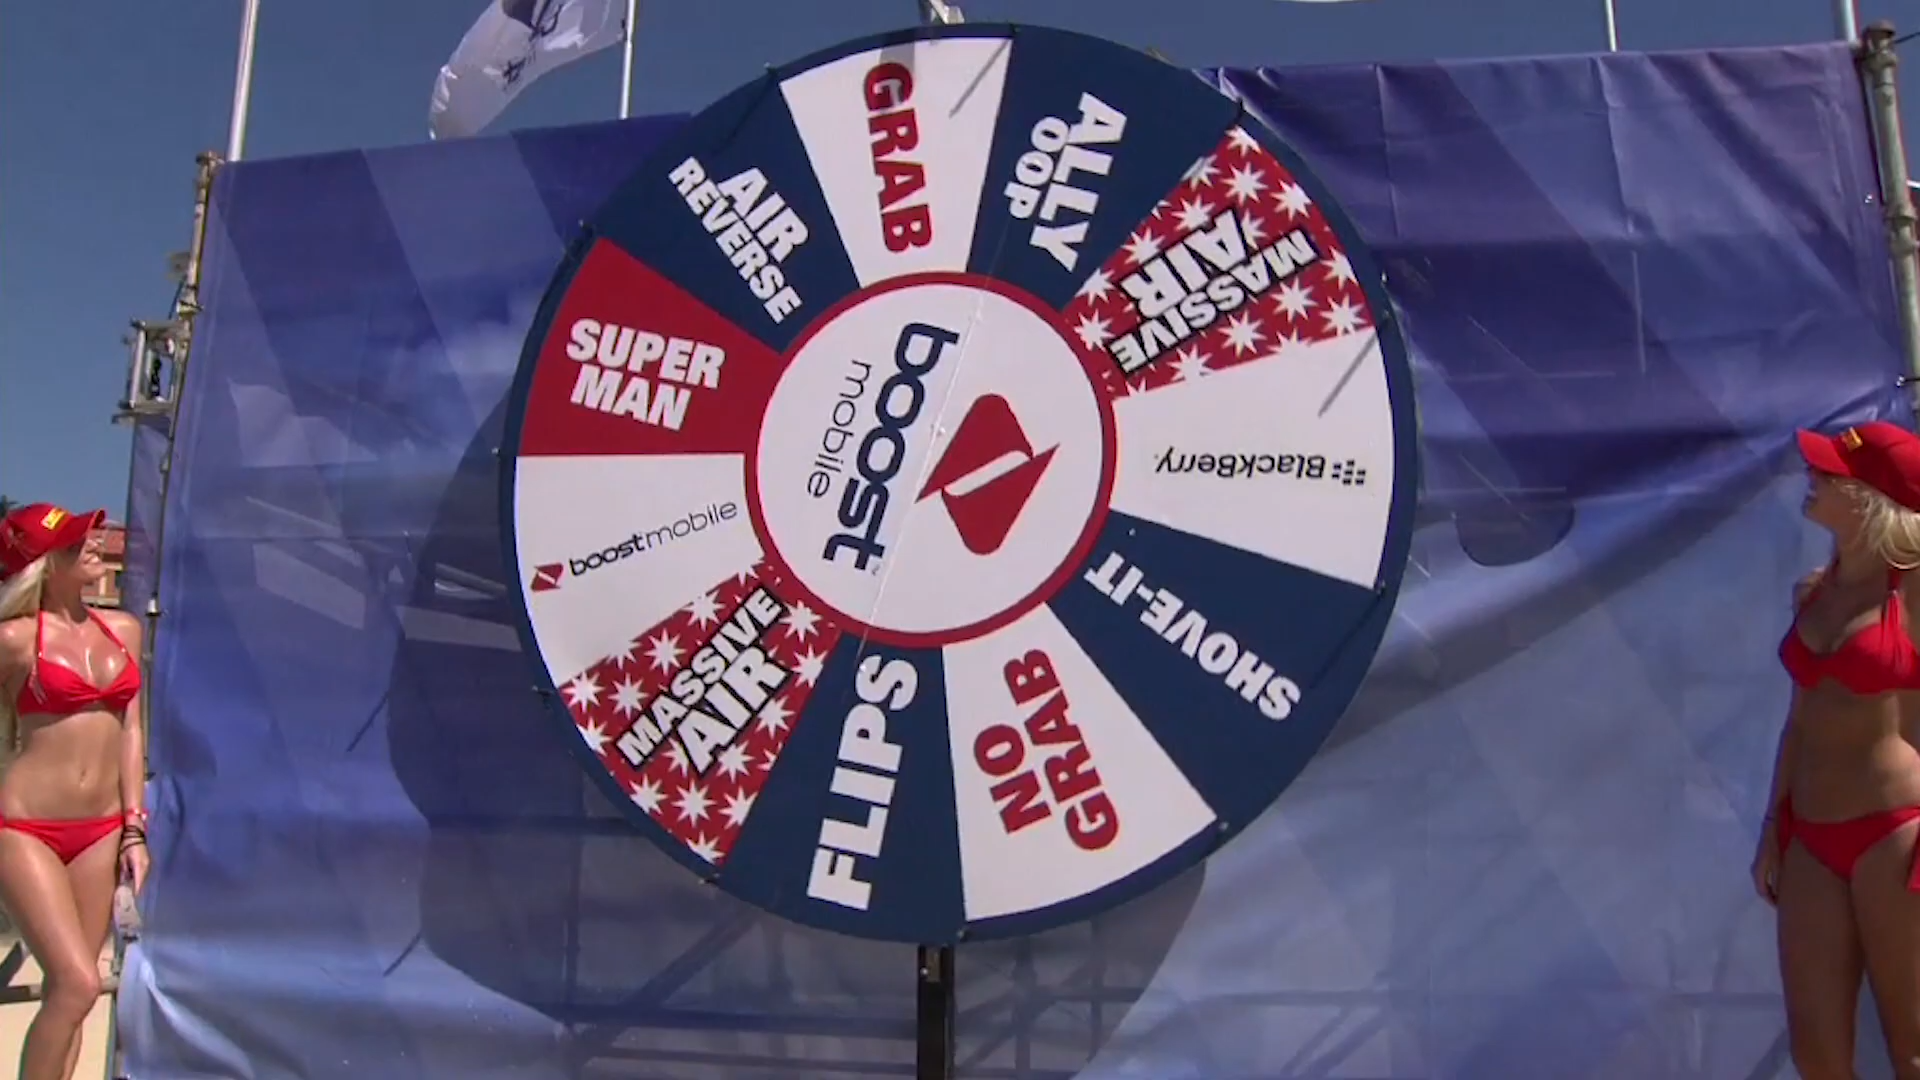 GRAB
ALLY
OOP
MASSIVE
AIR
BlackBerry
SHOVE-IT
NO
GRAB
FLIPS
MASSIVE
AIR
boostmobile
SUPER
MAN
AIR
REVERSE
boost
mobile